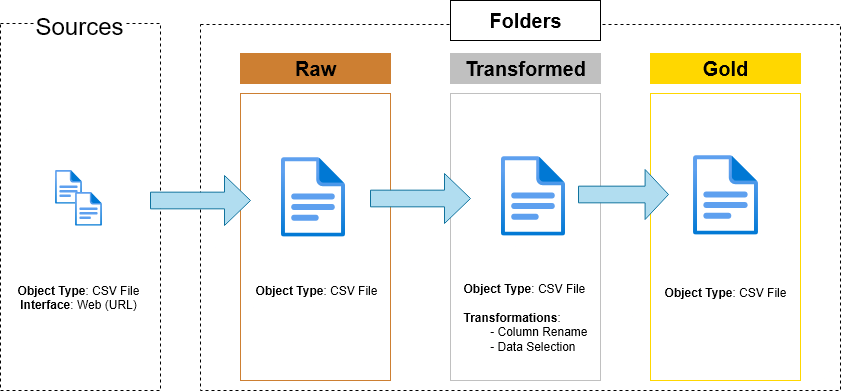 Sources
Folders
Raw
Transformed
Gold
Object Type: CSV File
Interface: Web (URL)
Object Type: CSV File
Object Type: CSV File
Transformations:
- Column Rename
- Data Selection
Object Type: CSV File